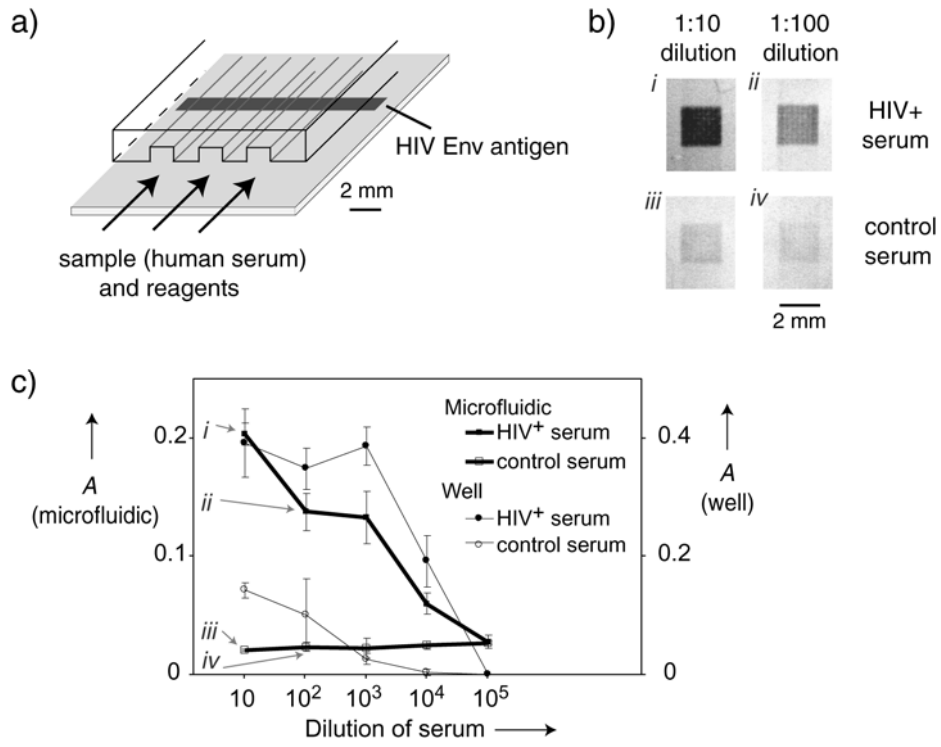 a)
HIV Env antigen
2 mm
sample (human serum)
and reagents
b)
1:10
dilution
1:100
dilution
i
ii
HIV+
serum
iii
iv
control
serum
2 mm
c)
0.2
0.1
0
A
(microfluidic)
i
ii
iii
iv
Microfluidic
HIV⁺ serum
control serum
Well
HIV⁺ serum
control serum
0.4
0.2
0
A
(well)
10
10²
10³
10⁴
10⁵
Dilution of serum